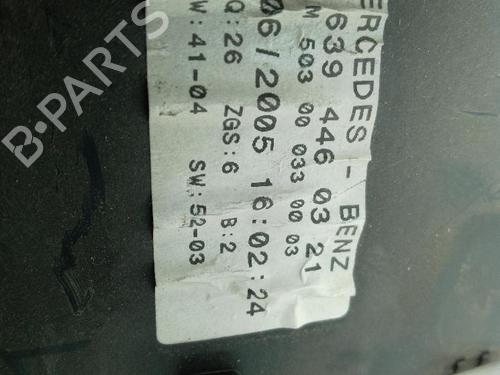 ERCEDES - BENZ
639 446 03 21
M 503 00 033 00 03
06/2005 16:02:24
Q:26 ZGS:6 B:2
W:41-04 SW:52-03
B-PARTS